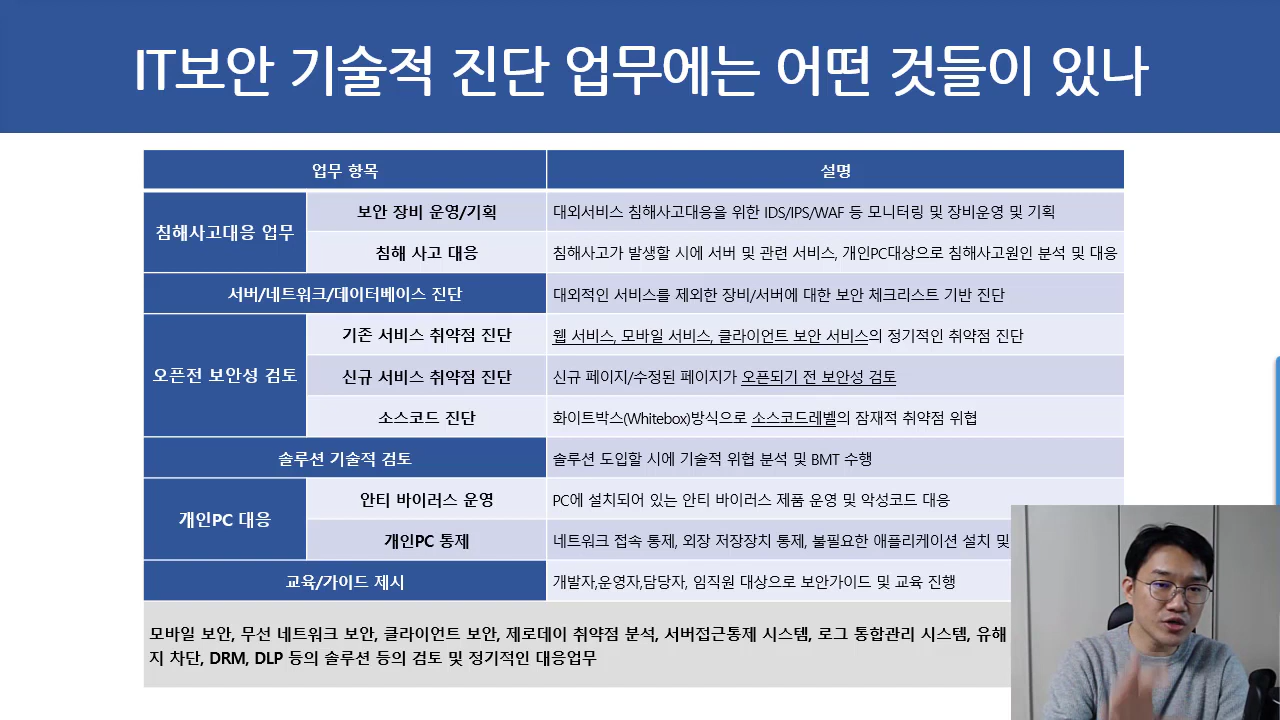 IT보안 기술적 진단 업무에는 어떤 것들이 있나
업무 항목
설명
침해사고대응 업무
보안 장비 운영/기획
대외서비스 침해사고대응을 위한 IDS/IPS/WAF 등 모니터링 및 장비운영 및 기획
침해 사고 대응
침해사고가 발생할 시에 서버 및 관련 서비스, 개인PC대상으로 침해사고원인 분석 및 대응
서버/네트워크/데이터베이스 진단
대외적인 서비스를 제외한 장비/서버에 대한 보안 체크리스트 기반 진단
오픈전 보안성 검토
기존 서비스 취약점 진단
웹 서비스, 모바일 서비스, 클라이언트 보안 서비스의 정기적인 취약점 진단
신규 서비스 취약점 진단
신규 페이지/수정된 페이지가 오픈되기 전 보안성 검토
소스코드 진단
화이트박스(Whitebox)방식으로 소스코드레벨의 잠재적 취약점 위협
솔루션 기술적 검토
솔루션 도입할 시에 기술적 위협 분석 및 BMT 수행
개인PC 대응
안티 바이러스 운영
PC에 설치되어 있는 안티 바이러스 제품 운영 및 악성코드 대응
개인PC 통제
네트워크 접속 통제, 외장 저장장치 통제, 불필요한 애플리케이션 설치 및
교육/가이드 제시
개발자,운영자,담당자, 임직원 대상으로 보안가이드 및 교육 진행
모바일 보안, 무선 네트워크 보안, 클라이언트 보안, 제로데이 취약점 분석, 서버접근통제 시스템, 로그 통합관리 시스템, 유해
지 차단, DRM, DLP 등의 솔루션 등의 검토 및 정기적인 대응업무